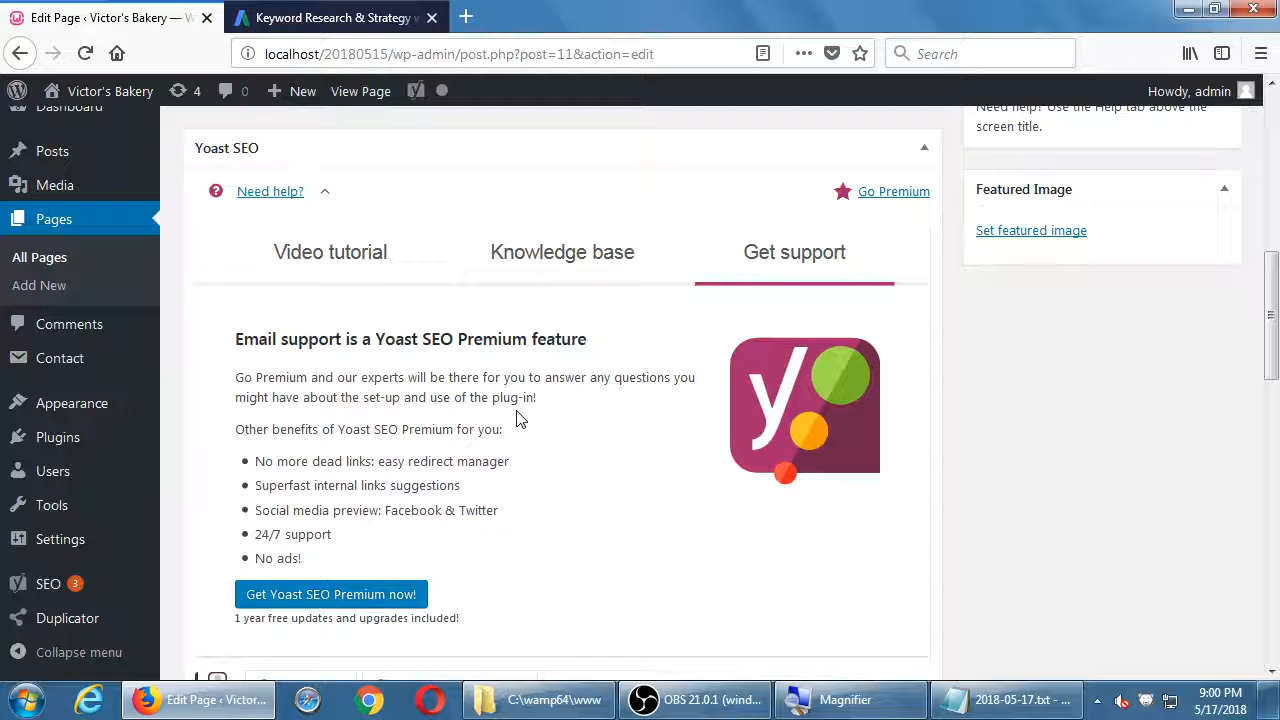 Edit Page ‹ Victor's Bakery — W
Keyword Research & Strategy v
localhost/20180515/wp-admin/post.php?post=11&action=edit
Search
Victor's Bakery
4
0
New
View Page
Howdy, admin
Dashboard
Posts
Media
Pages
All Pages
Add New
Comments
Contact
Appearance
Plugins
Users
Tools
Settings
SEO 3
Duplicator
Collapse menu
Yoast SEO
Need help?
Go Premium
Video tutorial
Knowledge base
Get support
Email support is a Yoast SEO Premium feature
Go Premium and our experts will be there for you to answer any questions you
might have about the set-up and use of the plug-in!
Other benefits of Yoast SEO Premium for you:
No more dead links: easy redirect manager
Superfast internal links suggestions
Social media preview: Facebook & Twitter
24/7 support
No ads!
Get Yoast SEO Premium now!
1 year free updates and upgrades included!
y
Need help? Use the Help tab above the
screen title.
Featured Image
Set featured image
Edit Page ‹ Victor...
C:\wamp64\www
OBS 21.0.1 (wind...
Magnifier
2018-05-17.txt - ...
9:00 PM
5/17/2018